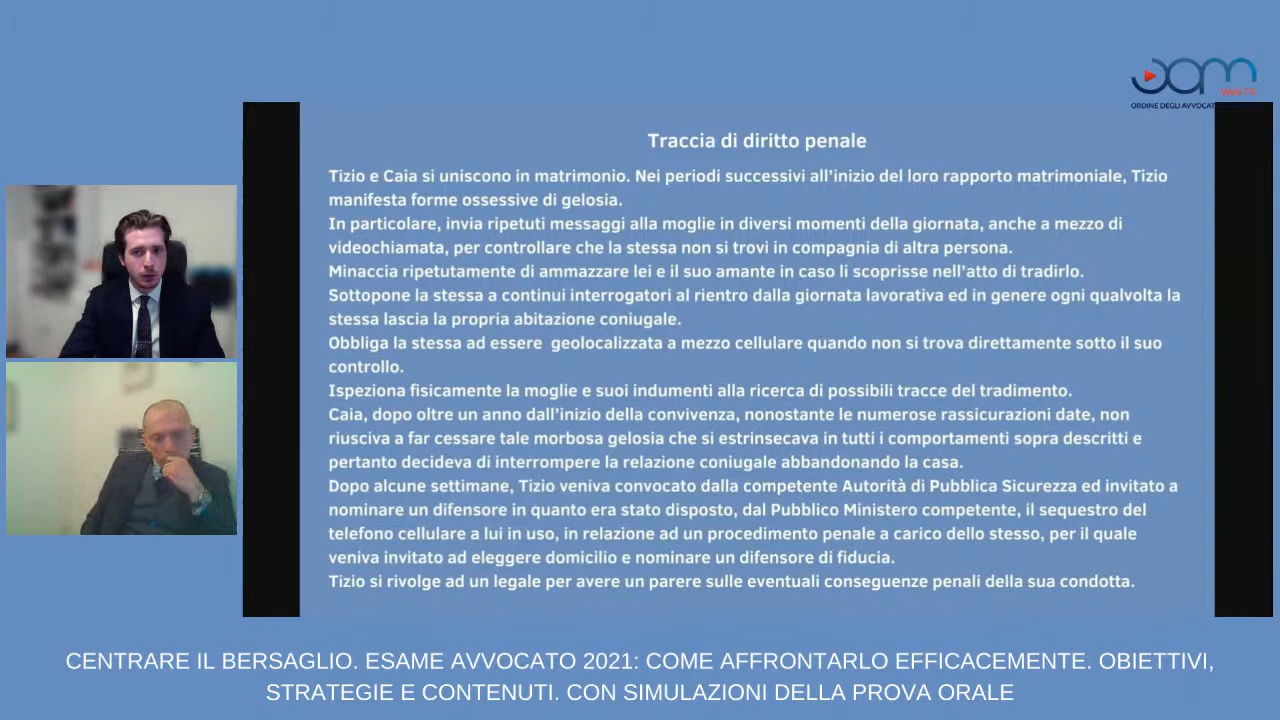 oam
Web TV
ORDINE DEGLI AVVOCAT
Traccia di diritto penale
Tizio e Caia si uniscono in matrimonio. Nei periodi successivi all'inizio del loro rapporto matrimoniale, Tizio
manifesta forme ossessive di gelosia.
In particolare, invia ripetuti messaggi alla moglie in diversi momenti della giornata, anche a mezzo di
videochiamata, per controllare che la stessa non si trovi in compagnia di altra persona.
Minaccia ripetutamente di ammazzare lei e il suo amante in caso li scoprisse nell'atto di tradirlo.
Sottopone la stessa a continui interrogatori al rientro dalla giornata lavorativa ed in genere ogni qualvolta la
stessa lascia la propria abitazione coniugale.
Obbliga la stessa ad essere geolocalizzata a mezzo cellulare quando non si trova direttamente sotto il suo
controllo.
Ispeziona fisicamente la moglie e suoi indumenti alla ricerca di possibili tracce del tradimento.
Caia, dopo oltre un anno dall'inizio della convivenza, nonostante le numerose rassicurazioni date, non
riusciva a far cessare tale morbosa gelosia che si estrinsecava in tutti i comportamenti sopra descritti e
pertanto decideva di interrompere la relazione coniugale abbandonando la casa.
Dopo alcune settimane, Tizio veniva convocato dalla competente Autorità di Pubblica Sicurezza ed invitato a
nominare un difensore in quanto era stato disposto, dal Pubblico Ministero competente, il sequestro del
telefono cellulare a lui in uso, in relazione ad un procedimento penale a carico dello stesso, per il quale
veniva invitato ad eleggere domicilio e nominare un difensore di fiducia.
Tizio si rivolge ad un legale per avere un parere sulle eventuali conseguenze penali della sua condotta.
CENTRARE IL BERSAGLIO. ESAME AVVOCATO 2021: COME AFFRONTARLO EFFICACEMENTE. OBIETTIVI,
STRATEGIE E CONTENUTI. CON SIMULAZIONI DELLA PROVA ORALE